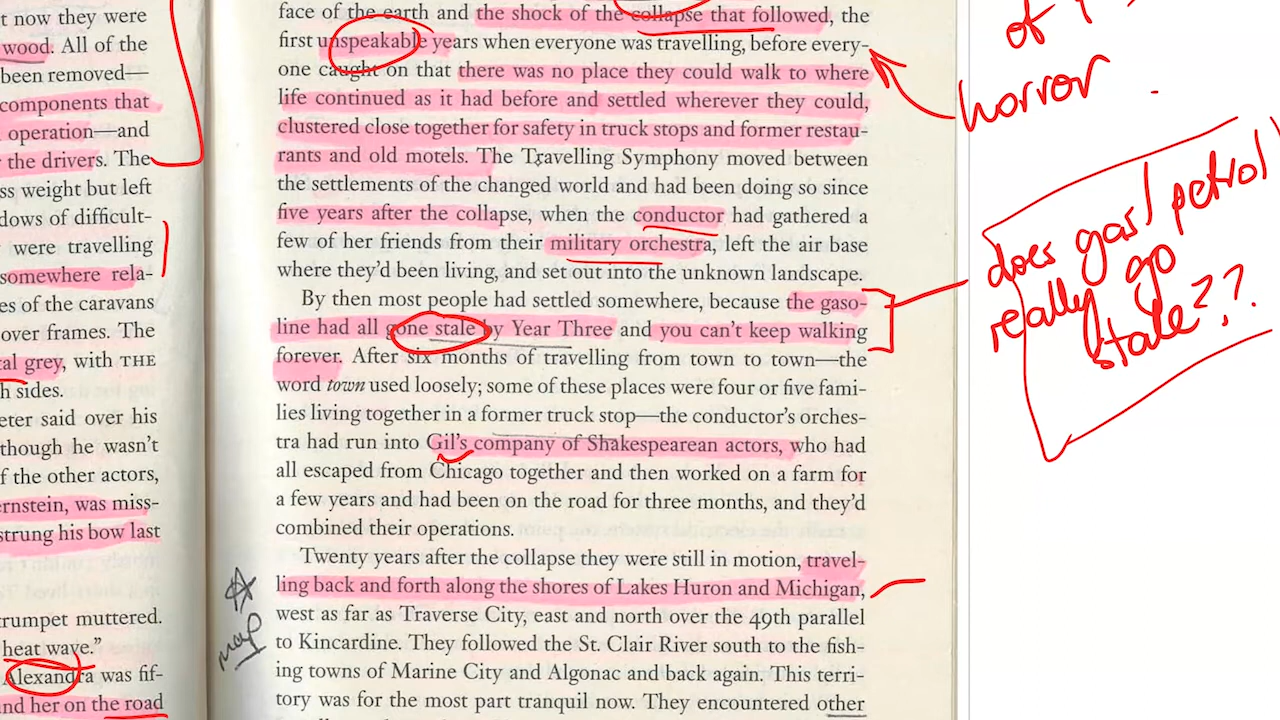 t now they were
wood. All of the
been removed—
components that
operation—and
the drivers. The
ss weight but left
dows of difficult-
were travelling
somewhere rela-
es of the caravans
over frames. The
tal grey, with THE
h sides.
eter said over his
though he wasn't
f the other actors,
ernstein, was miss-
strung his bow last
trumpet muttered.
heat wave."
Alexandra was fif-
nd her on the road
face of the earth and the shock of the collapse that followed, the
first unspeakable years when everyone was travelling, before every-
one caught on that there was no place they could walk to where
life continued as it had before and settled wherever they could,
clustered close together for safety in truck stops and former restau-
rants and old motels. The Travelling Symphony moved between
the settlements of the changed world and had been doing so since
five years after the collapse, when the conductor had gathered a
few of her friends from their military orchestra, left the air base
where they'd been living, and set out into the unknown landscape.
By then most people had settled somewhere, because the gaso-
line had all gone stale by Year Three and you can't keep walking
forever. After six months of travelling from town to town—the
word town used loosely; some of these places were four or five fami-
lies living together in a former truck stop—the conductor's orches-
tra had run into Gil's company of Shakespearean actors, who had
all escaped from Chicago together and then worked on a farm for
a few years and had been on the road for three months, and they'd
combined their operations.
Twenty years after the collapse they were still in motion, travel-
ling back and forth along the shores of Lakes Huron and Michigan,
west as far as Traverse City, east and north over the 49th parallel
to Kincardine. They followed the St. Clair River south to the fish-
ing towns of Marine City and Algonac and back again. This terri-
tory was for the most part tranquil now. They encountered other
map
of
horror
does gas/petrol
really go
stale??